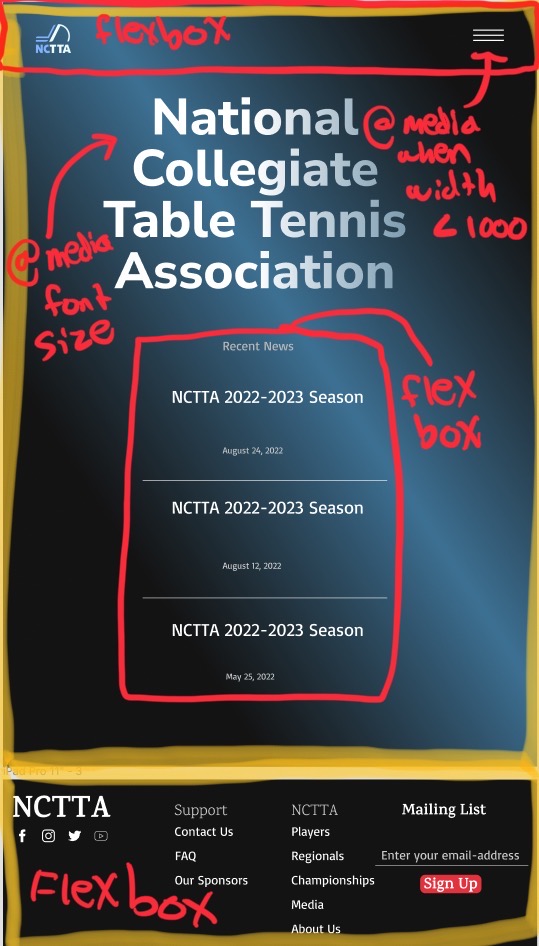 NCTTA
flexbox
National
Collegiate
Table Tennis
Association
@media
when
width
< 1000
@media
font
size
Recent News
NCTTA 2022-2023 Season
August 24, 2022
flex
box
NCTTA 2022-2023 Season
August 12, 2022
NCTTA 2022-2023 Season
May 25, 2022
iPad Pro 11" - 3
NCTTA
Support
Contact Us
FAQ
Our Sponsors
NCTTA
Players
Regionals
Championships
Media
About Us
Mailing List
Enter your email-address
Sign Up
Flexbox